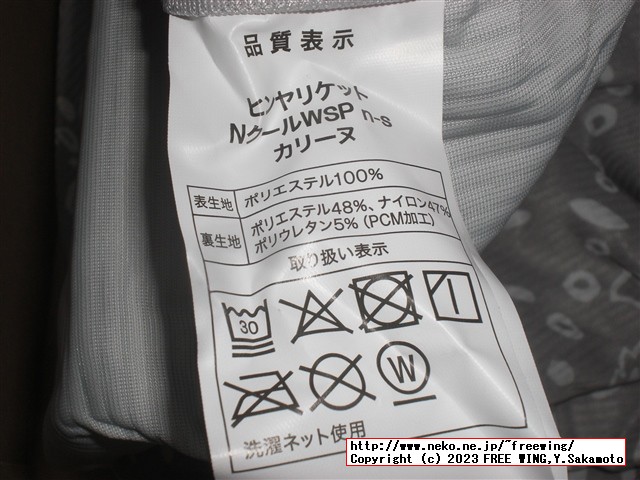 品質表示
ヒンヤリケット
NクールWSP n-s
カリーヌ
表生地 ポリエステル100%
裏生地 ポリエステル48%、ナイロン47%
ポリウレタン5% (PCM加工)
取り扱い表示
30
W
洗濯ネット使用
http://www.neko.ne.jp/~freewing/
Copyright (c) 2023 FREE WING,Y.Sakamoto